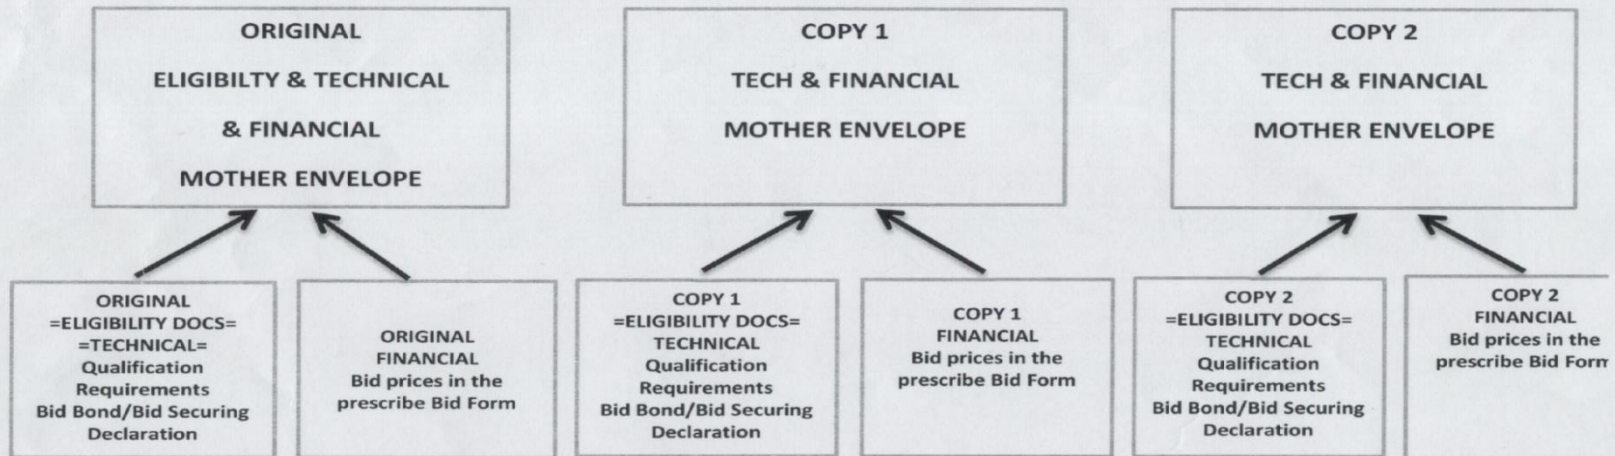 ORIGINAL
ELIGIBILTY & TECHNICAL
& FINANCIAL
MOTHER ENVELOPE
COPY 1
TECH & FINANCIAL
MOTHER ENVELOPE
COPY 2
TECH & FINANCIAL
MOTHER ENVELOPE
ORIGINAL
=ELIGIBILITY DOCS=
=TECHNICAL=
Qualification
Requirements
Bid Bond/Bid Securing
Declaration
ORIGINAL
FINANCIAL
Bid prices in the
prescribe Bid Form
COPY 1
=ELIGIBILITY DOCS=
TECHNICAL
Qualification
Requirements
Bid Bond/Bid Securing
Declaration
COPY 1
FINANCIAL
Bid prices in the
prescribe Bid Form
COPY 2
=ELIGIBILITY DOCS=
TECHNICAL
Qualification
Requirements
Bid Bond/Bid Securing
Declaration
COPY 2
FINANCIAL
Bid prices in the
prescribe Bid Form